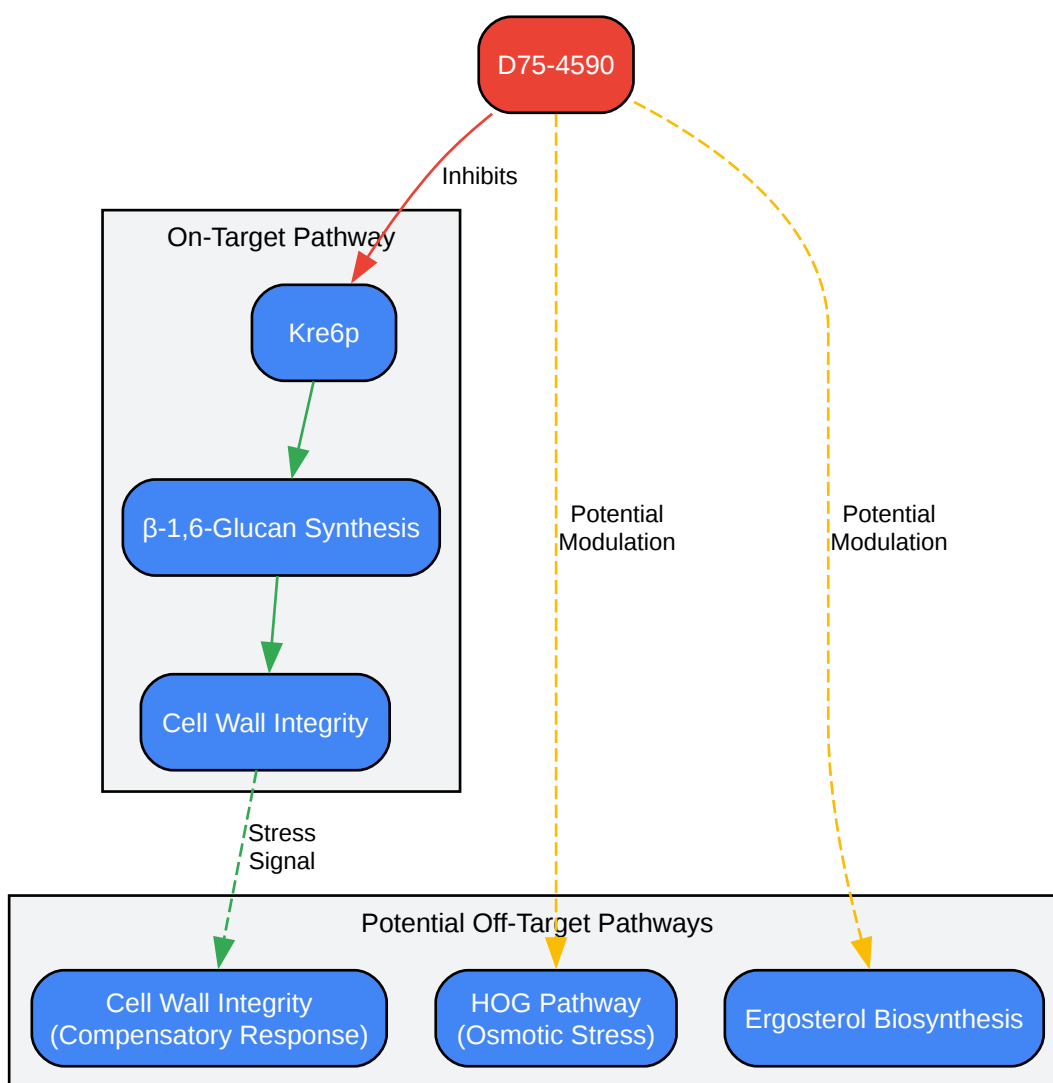 D75-4590
Inhibits
On-Target Pathway
Kre6p
β-1,6-Glucan Synthesis
Potential
Modulation
Potential
Modulation
Cell Wall Integrity
Stress
Signal
Potential Off-Target Pathways
Cell Wall Integrity
(Compensatory Response)
HOG Pathway
(Osmotic Stress)
Ergosterol Biosynthesis